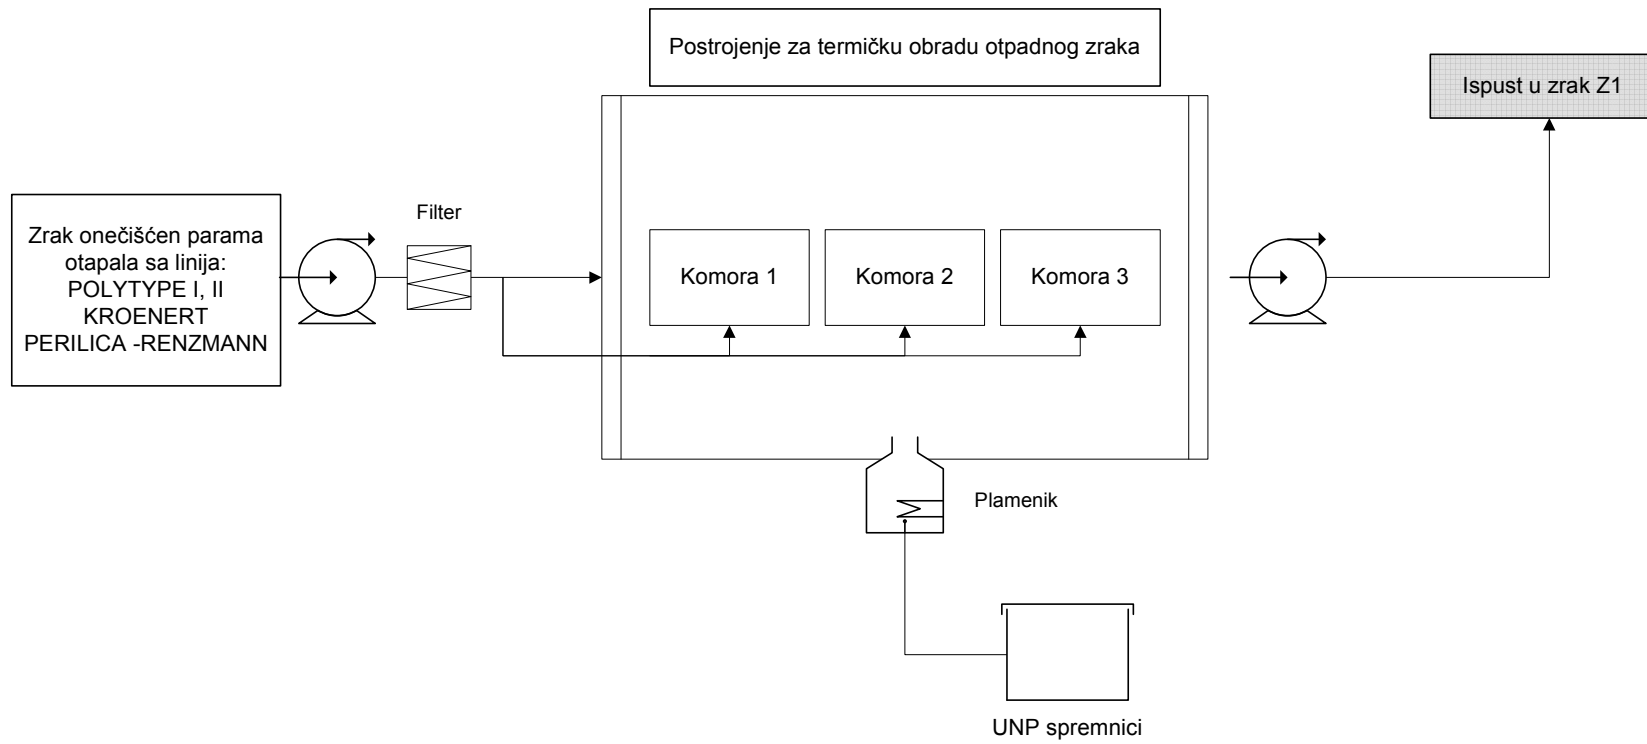 Postrojenje za termičku obradu otpadnog zraka
Ispust u zrak Z1
Zrak onečišćen parama
otapala sa linija:
POLYTYPE I, II
KROENERT
PERILICA -RENZMANN
Filter
Komora 1
Komora 2
Komora 3
Plamenik
UNP spremnici